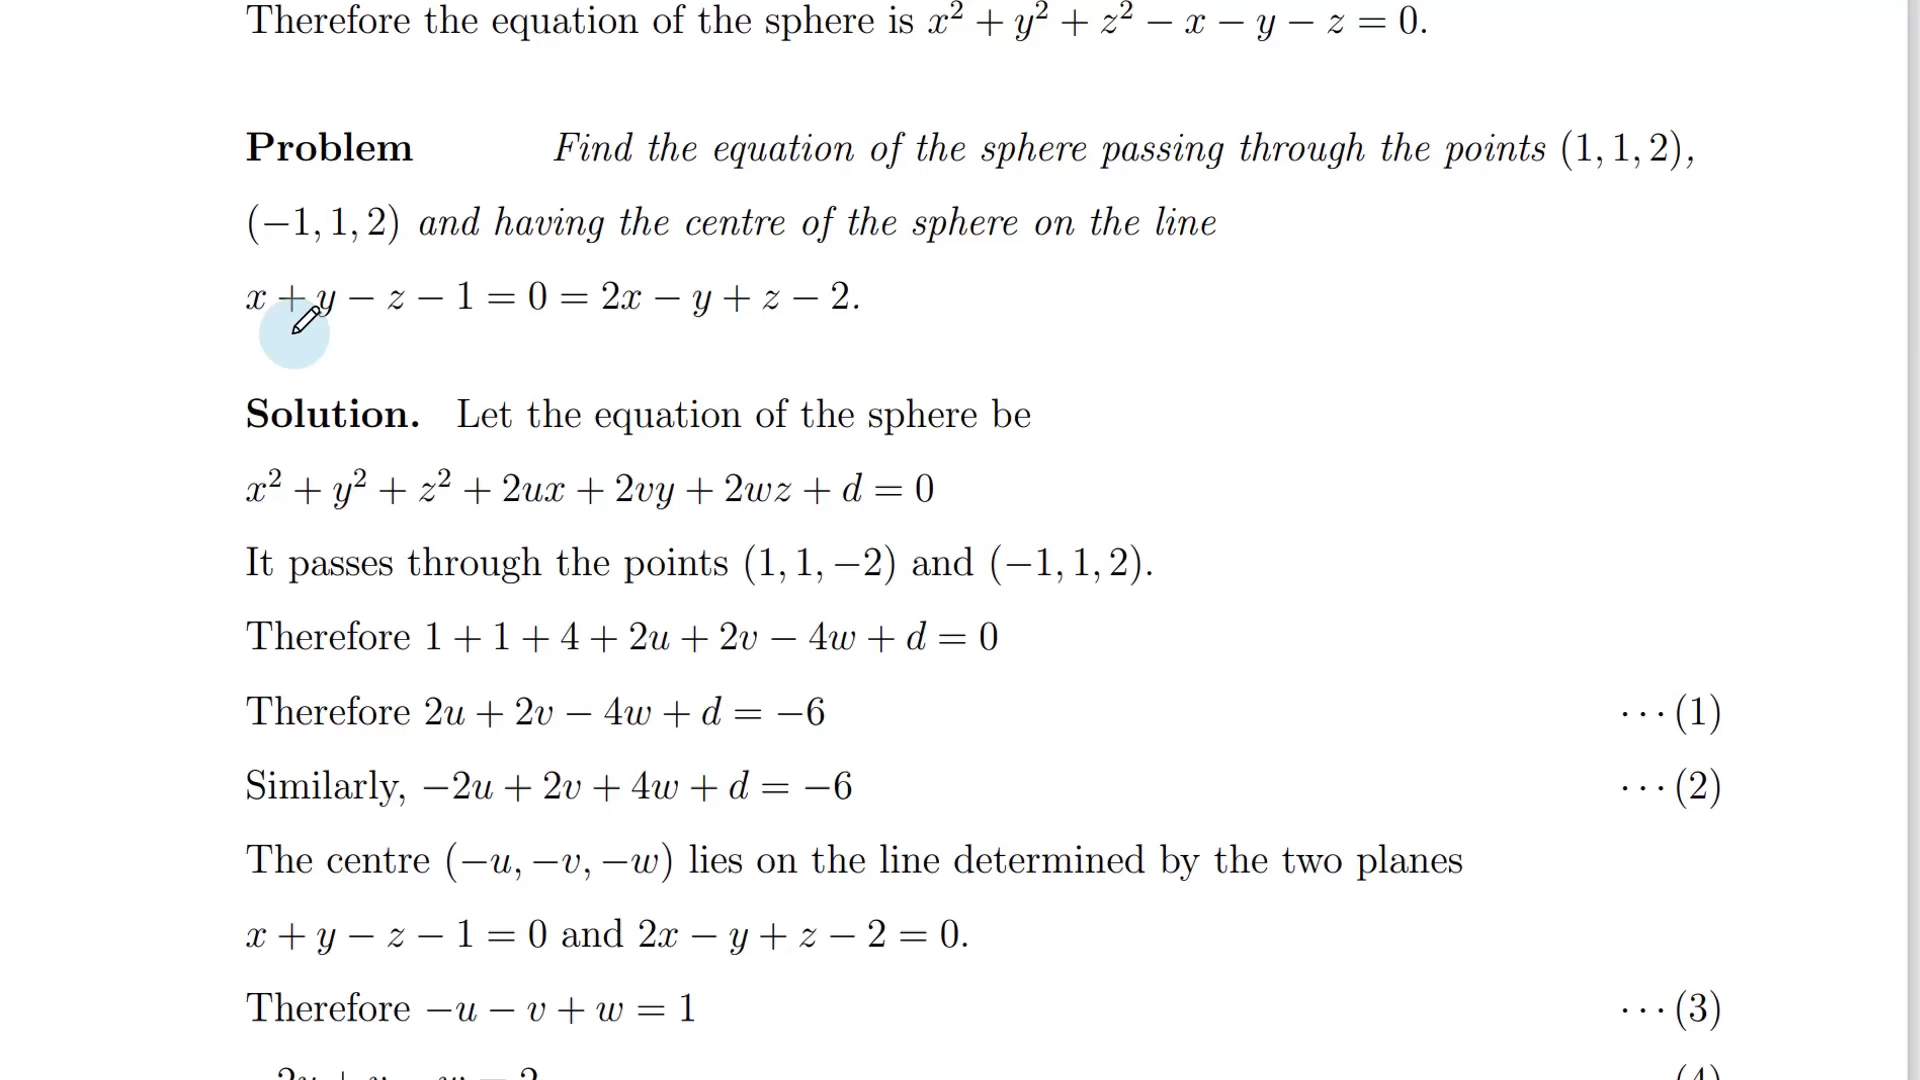 Therefore the equation of the sphere is x² + y² + z² − x − y − z = 0.
Problem Find the equation of the sphere passing through the points (1, 1, 2),
(−1, 1, 2) and having the centre of the sphere on the line
x + y − z − 1 = 0 = 2x − y + z − 2.
Solution. Let the equation of the sphere be
x² + y² + z² + 2ux + 2vy + 2wz + d = 0
It passes through the points (1, 1, −2) and (−1, 1, 2).
Therefore 1 + 1 + 4 + 2u + 2v − 4w + d = 0
Therefore 2u + 2v − 4w + d = −6 ⋯ (1)
Similarly, −2u + 2v + 4w + d = −6 ⋯ (2)
The centre (−u, −v, −w) lies on the line determined by the two planes
x + y − z − 1 = 0 and 2x − y + z − 2 = 0.
Therefore −u − v + w = 1 ⋯ (3)